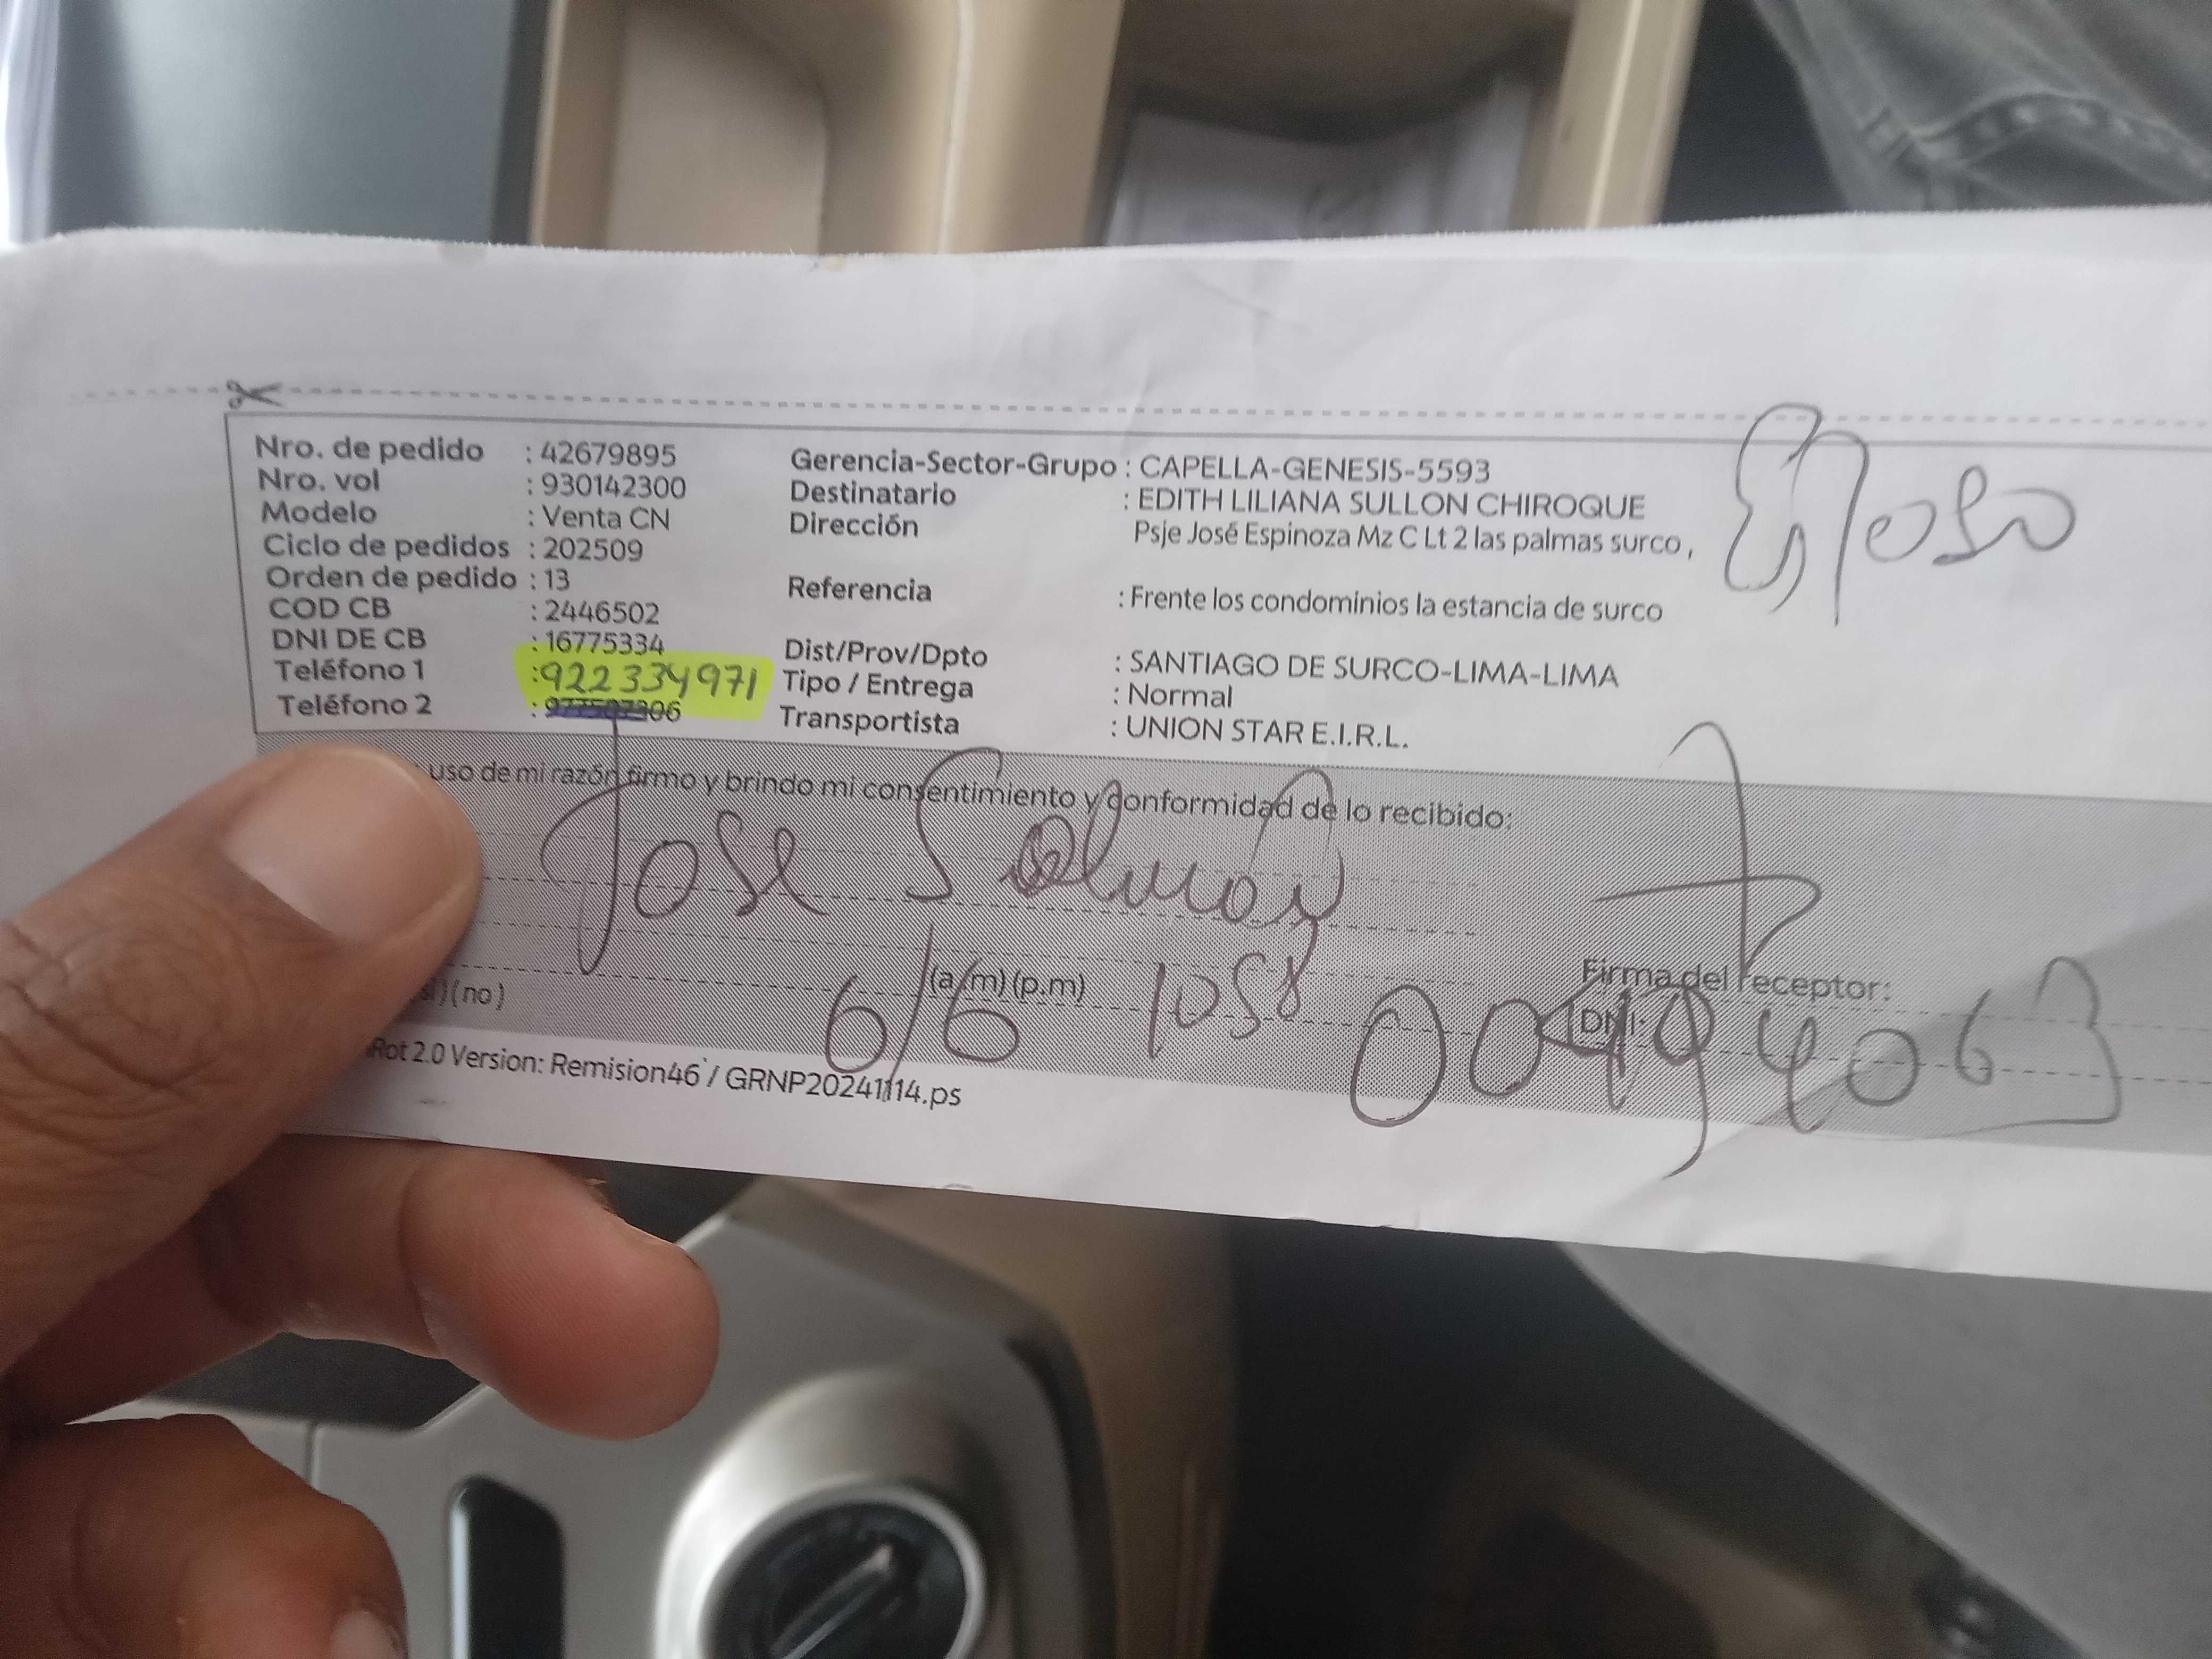 Nro. de pedido : 42679895
Nro. vol : 930142300
Modelo : Venta CN
Ciclo de pedidos : 202509
Orden de pedido : 13
COD CB : 2446502
DNI DE CB : 16775334
Teléfono 1 : 922 334 971
Teléfono 2 : 306
Gerencia-Sector-Grupo : CAPELLA-GENESIS-5593
Destinatario : EDITH LILIANA SULLON CHIROQUE
Dirección Psje José Espinoza Mz C Lt 2 las palmas surco ,
Referencia : Frente los condominios la estancia de surco
Dist/Prov/Dpto : SANTIAGO DE SURCO-LIMA-LIMA
Tipo / Entrega : Normal
Transportista : UNION STAR E.I.R.L.
Esposo
uso de mi razón firmo y brindo mi consentimiento y conformidad de lo recibido:
Jose
(a.m) (p.m)
6/6 1058
Firma del receptor:
DNI:
(no)
Rot 2.0 Version: Remision46 / GRNP20241114.ps